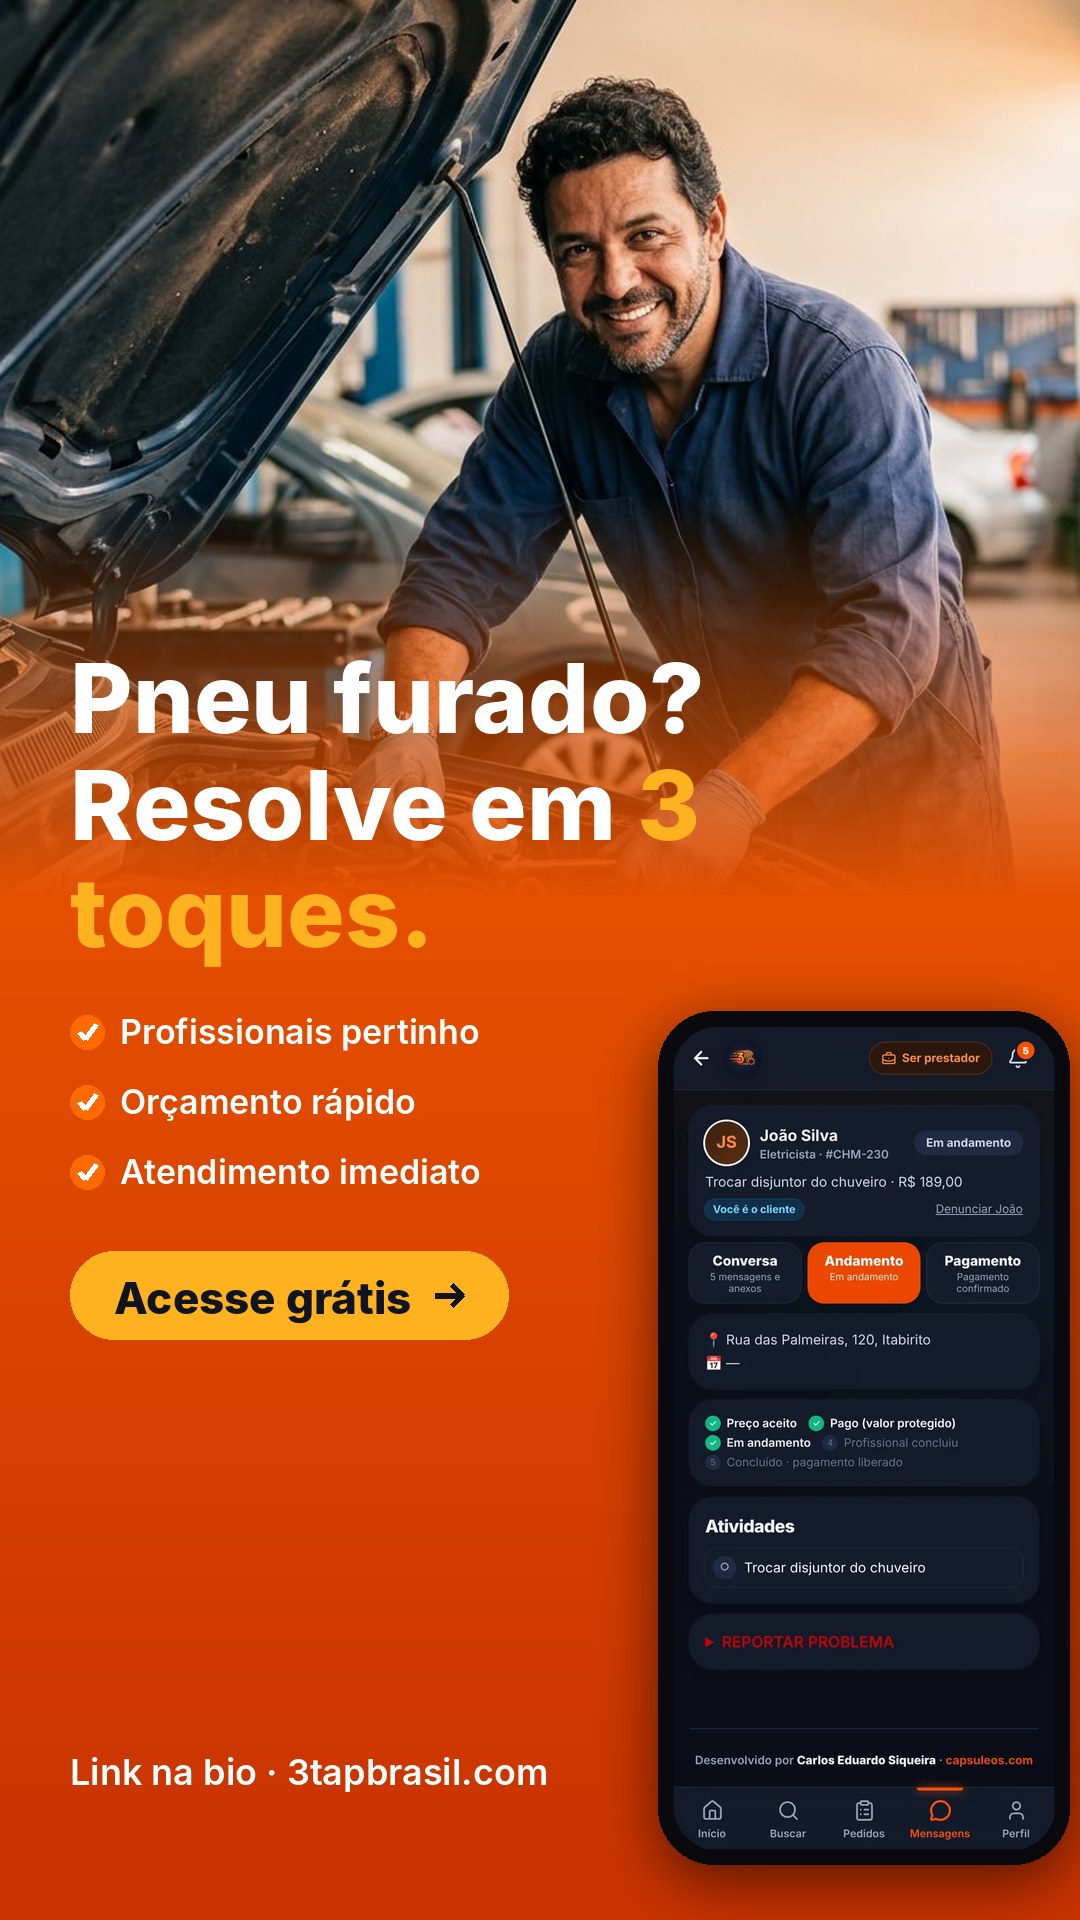 Pneu furado?
Resolve em 3
toques.
Profissionais pertinho
Orçamento rápido
Atendimento imediato
Acesse grátis →
Link na bio · 3tapbrasil.com
Ser prestador
5
JS
João Silva
Eletricista · #CHM-230
Em andamento
Trocar disjuntor do chuveiro · R$ 189,00
Você é o cliente
Denunciar João
Conversa
5 mensagens e
anexos
Andamento
Em andamento
Pagamento
Pagamento
confirmado
Rua das Palmeiras, 120, Itabirito
—
Preço aceito Pago (valor protegido)
Em andamento 4 Profissional concluiu
5 Concluído · pagamento liberado
Atividades
Trocar disjuntor do chuveiro
REPORTAR PROBLEMA
Desenvolvido por Carlos Eduardo Siqueira · capsuleos.com
Início Buscar Pedidos Mensagens Perfil